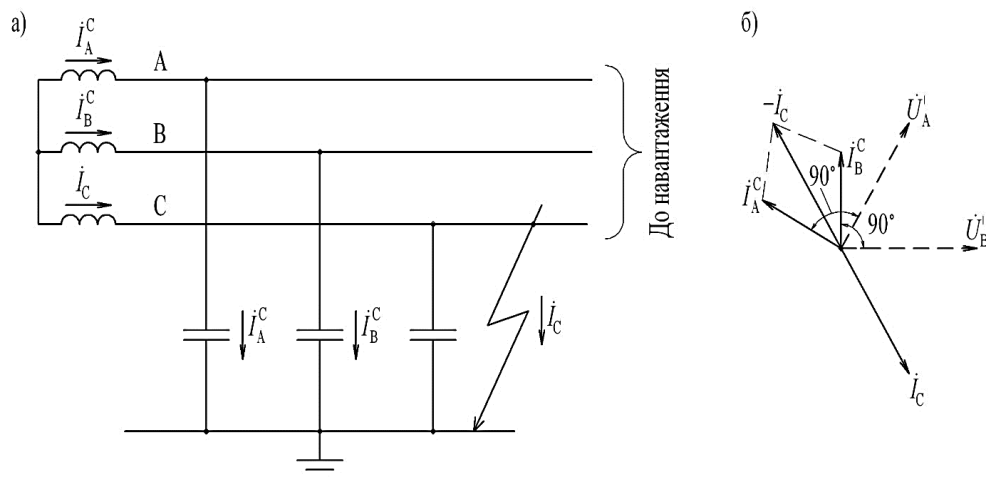 а)
İ_A^C
A
İ_B^C
B
İ_C
C
До навантаження
İ_A^C
İ_B^C
İ_C
б)
−İ_C
U̇'_A
İ_B^C
90°
İ_A^C
90°
U̇'_B
İ_C